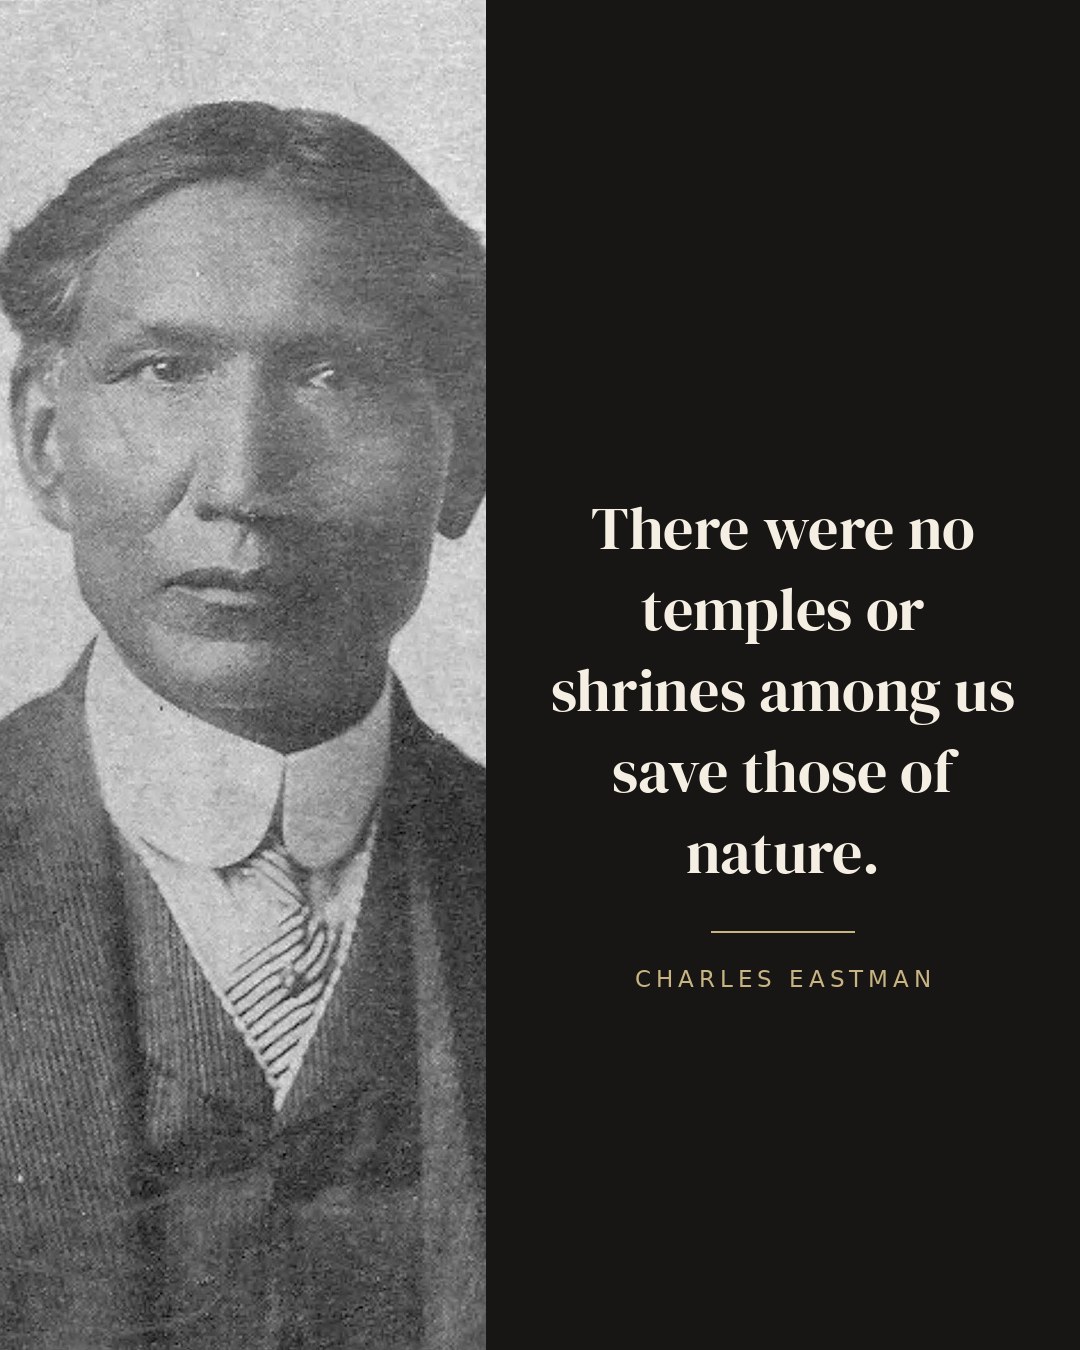 There were no
temples or
shrines among us
save those of
nature.
CHARLES EASTMAN